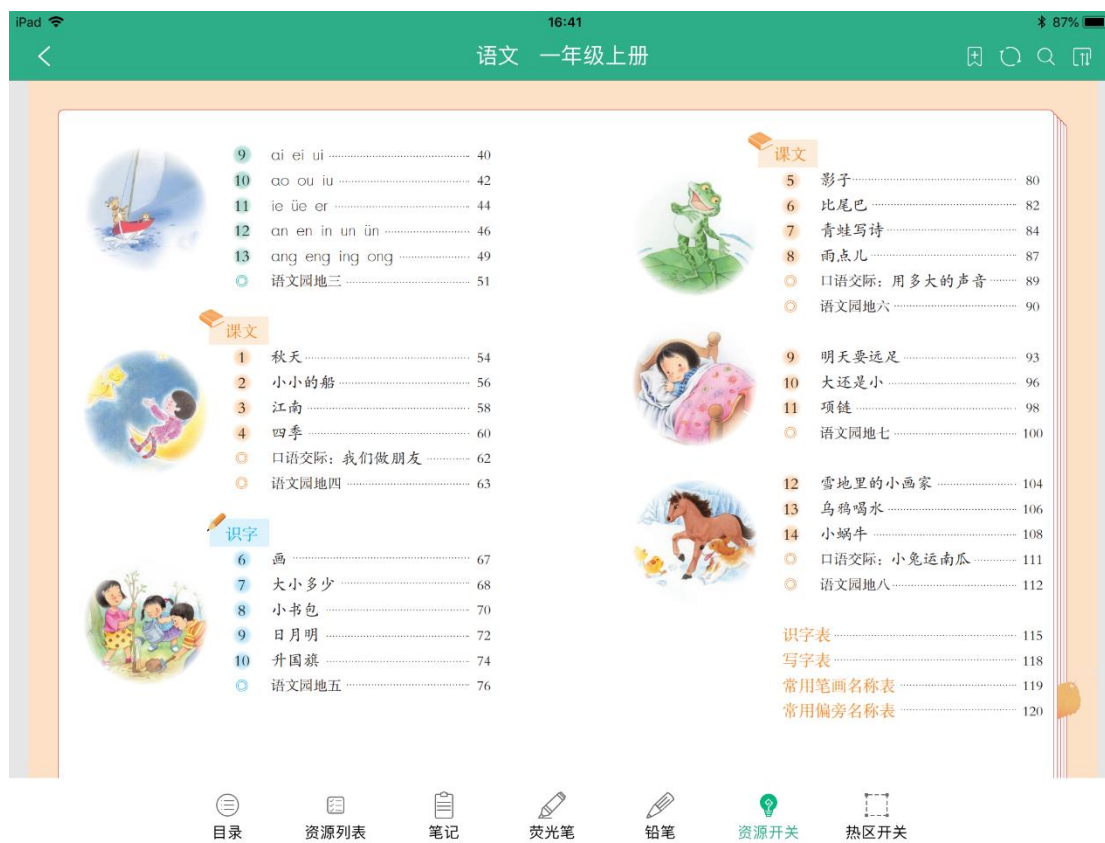 iPad 16:41 87%
语文 一年级上册
9 ɑi ei ui 40
10 ɑo ou iu 42
11 ie üe er 44
12 ɑn en in un ün 46
13 ɑng eng ing ong 49
◎ 语文园地三 51
课文
1 秋天 54
2 小小的船 56
3 江南 58
4 四季 60
◎ 口语交际：我们做朋友 62
◎ 语文园地四 63
识字
6 画 67
7 大小多少 68
8 小书包 70
9 日月明 72
10 升国旗 74
◎ 语文园地五 76
课文
5 影子 80
6 比尾巴 82
7 青蛙写诗 84
8 雨点儿 87
◎ 口语交际：用多大的声音 89
◎ 语文园地六 90
9 明天要远足 93
10 大还是小 96
11 项链 98
◎ 语文园地七 100
12 雪地里的小画家 104
13 乌鸦喝水 106
14 小蜗牛 108
◎ 口语交际：小兔运南瓜 111
◎ 语文园地八 112
识字表 115
写字表 118
常用笔画名称表 119
常用偏旁名称表 120
目录 资源列表 笔记 荧光笔 铅笔 资源开关 热区开关